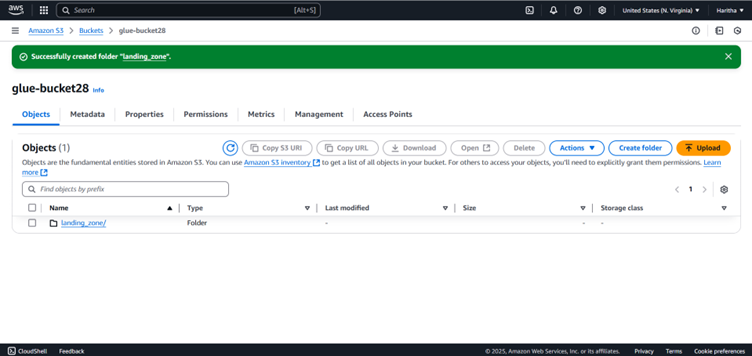 aws Search [Alt+S] United States (N. Virginia) Haritha
Amazon S3 > Buckets > glue-bucket28
Successfully created folder "landing_zone".
glue-bucket28 Info
Objects Metadata Properties Permissions Metrics Management Access Points
Objects (1) Copy S3 URI Copy URL Download Open Delete Actions Create folder Upload
Objects are the fundamental entities stored in Amazon S3. You can use Amazon S3 inventory to get a list of all objects in your bucket. For others to access your objects, you'll need to explicitly grant them permissions. Learn
more
Find objects by prefix 1
Name Type Last modified Size Storage class
landing_zone/ Folder - - -
CloudShell Feedback © 2025, Amazon Web Services, Inc. or its affiliates. Privacy Terms Cookie preferences